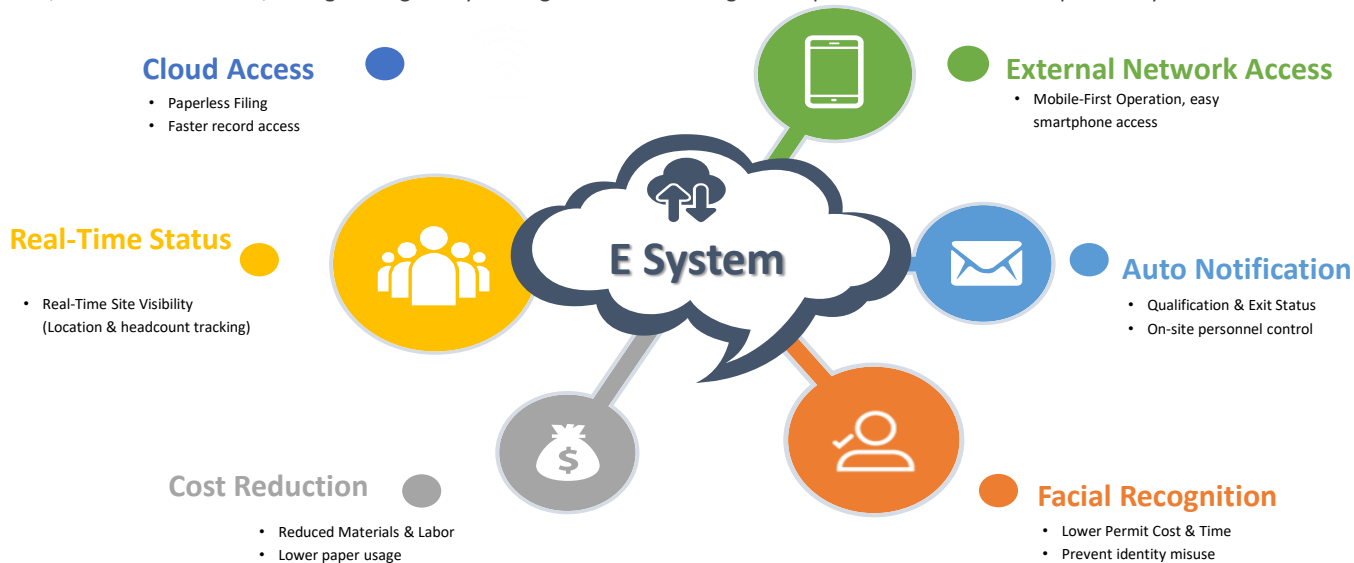 Cloud Access
• Paperless Filing
• Faster record access
External Network Access
• Mobile-First Operation, easy
smartphone access
Real-Time Status
• Real-Time Site Visibility
(Location & headcount tracking)
E System
Auto Notification
• Qualification & Exit Status
• On-site personnel control
Cost Reduction
• Reduced Materials & Labor
• Lower paper usage
$
Facial Recognition
• Lower Permit Cost & Time
• Prevent identity misuse